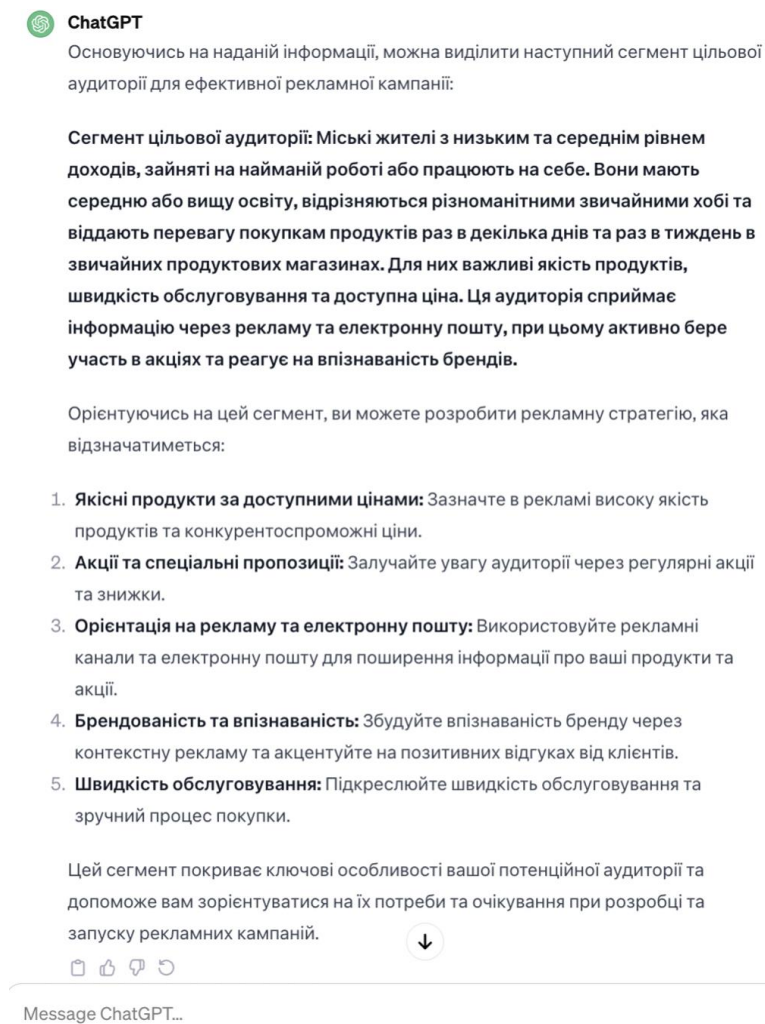 ChatGPT
Основуючись на наданій інформації, можна виділити наступний сегмент цільової
аудиторії для ефективної рекламної кампанії:
Сегмент цільової аудиторії: Міські жителі з низьким та середнім рівнем
доходів, зайняті на найманій роботі або працюють на себе. Вони мають
середню або вищу освіту, відрізняються різноманітними звичайними хобі та
віддають перевагу покупкам продуктів раз в декілька днів та раз в тиждень в
звичайних продуктових магазинах. Для них важливі якість продуктів,
швидкість обслуговування та доступна ціна. Ця аудиторія сприймає
інформацію через рекламу та електронну пошту, при цьому активно бере
участь в акціях та реагує на впізнаваність брендів.
Орієнтуючись на цей сегмент, ви можете розробити рекламну стратегію, яка
відзначатиметься:
1. Якісні продукти за доступними цінами: Зазначте в рекламі високу якість
продуктів та конкурентоспроможні ціни.
2. Акції та спеціальні пропозиції: Залучайте увагу аудиторії через регулярні акції
та знижки.
3. Орієнтація на рекламу та електронну пошту: Використовуйте рекламні
канали та електронну пошту для поширення інформації про ваші продукти та
акції.
4. Брендованість та впізнаваність: Збудуйте впізнаваність бренду через
контекстну рекламу та акцентуйте на позитивних відгуках від клієнтів.
5. Швидкість обслуговування: Підкреслюйте швидкість обслуговування та
зручний процес покупки.
Цей сегмент покриває ключові особливості вашої потенційної аудиторії та
допоможе вам зорієнтуватися на їх потреби та очікування при розробці та
запуску рекламних кампаній.
Message ChatGPT...